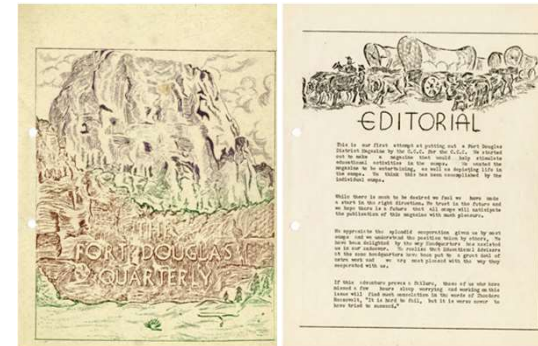 THE
FORT DOUGLAS
QUARTERLY
EDITORIAL
This is our first attempt at putting out a Fort Douglas
District Magazine by the C.C.C. for the C.C.C. We started
out to make a magazine that would help stimulate
educational activities in the camps. We wanted the
magazine to be entertaining, as well as depicting life in
the camps. We think this has been accomplished by the
individual camps.
While there is much to be desired we feel we have made
a start in the right direction. We trust in the future and
we hope there is a future that all camps will anticipate
the publication of this magazine with much pleasure.
We appreciate the splendid cooperation given us by most
camps and we understand the position taken by others. We
have been delighted by the way Headquarters has assisted
us in our endeavor. We realize that Educational Advisers
at the camp headquarters have been put to a great deal of
extra work and we are most pleased with the way they
cooperated with us.
If this adventure proves a failure, those of us who have
missed a few hours sleep worrying and working on this
issue will find much consolation in the words of Theodore
Roosevelt, "It is hard to fail, but it is worse never to
have tried to succeed."